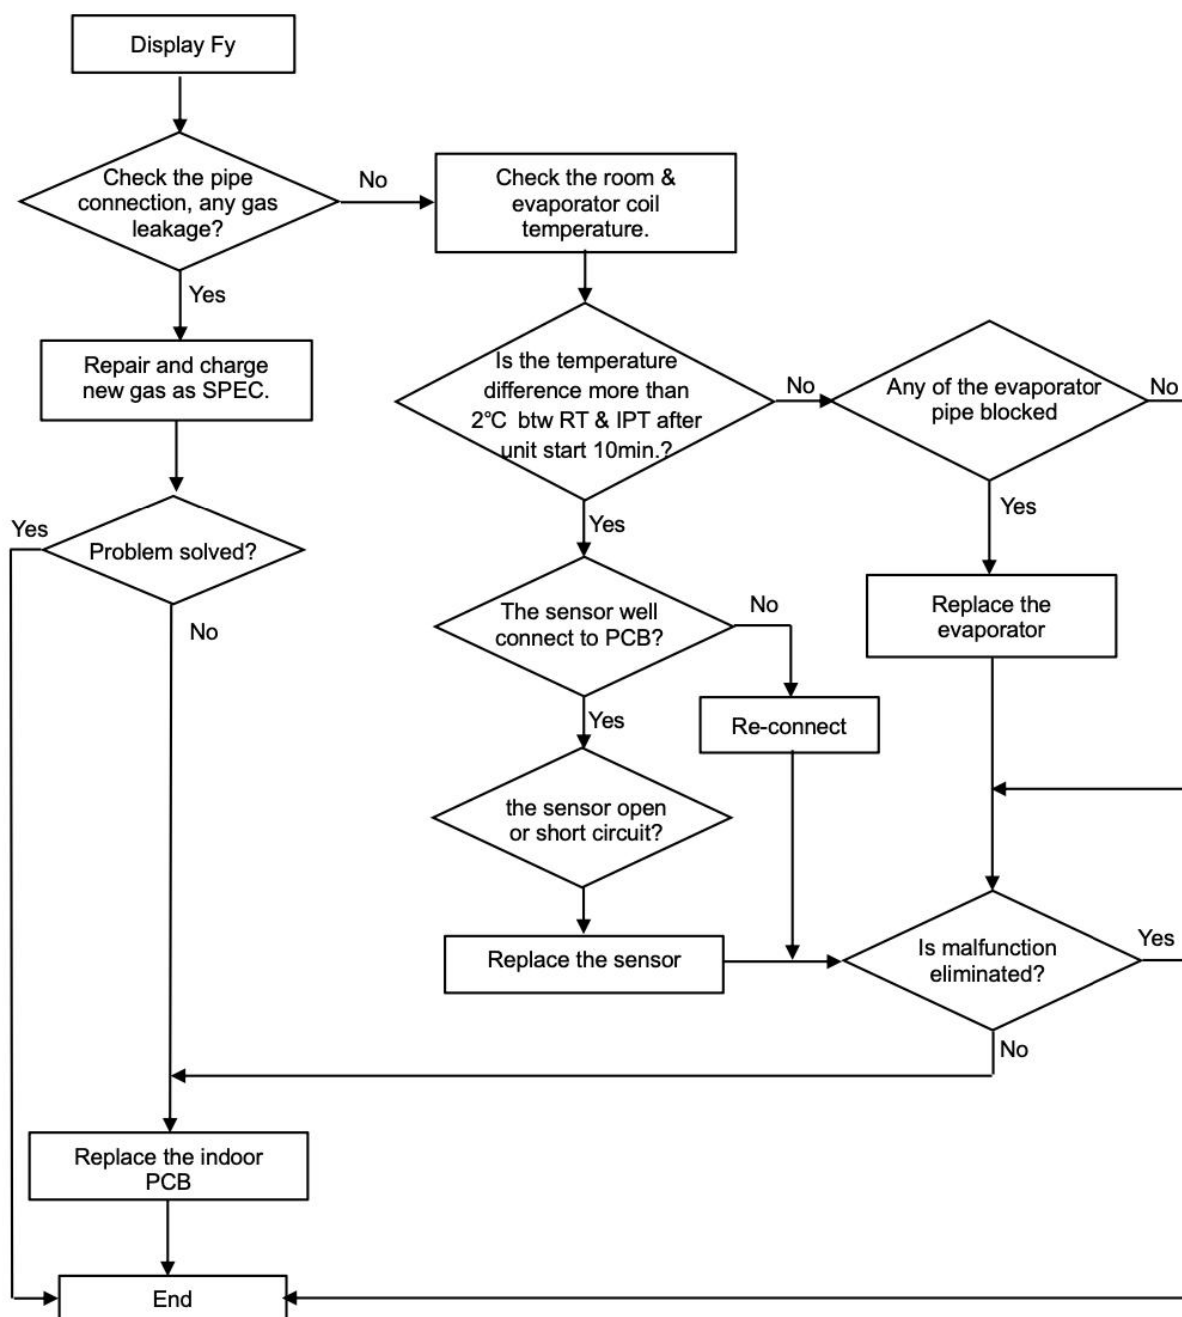 Display Fy
Check the pipe
connection, any gas
leakage?
No
Check the room &
evaporator coil
temperature.
Yes
Repair and charge
new gas as SPEC.
Is the temperature
difference more than
2℃ btw RT & IPT after
unit start 10min.?
No
Any of the evaporator
pipe blocked
No
Yes
Problem solved?
No
Yes
The sensor well
connect to PCB?
No
Yes
Replace the
evaporator
Yes
Re-connect
the sensor open
or short circuit?
Replace the sensor
Is malfunction
eliminated?
Yes
No
Replace the indoor
PCB
End